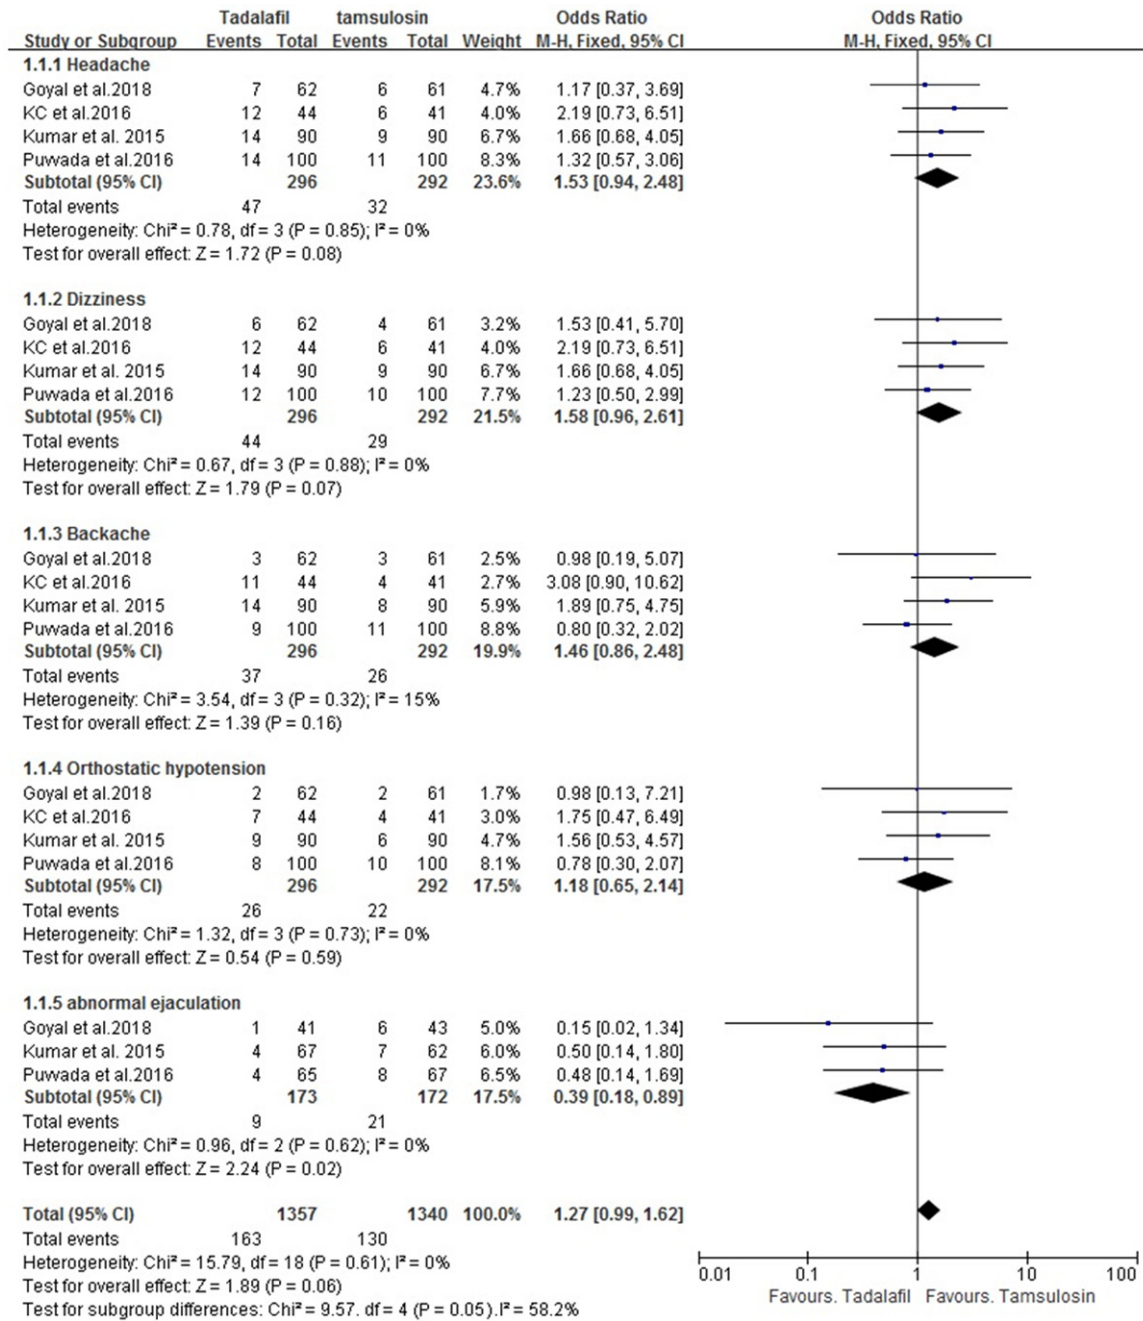 Tadalafil tamsulosin Odds Ratio Odds Ratio
Study or Subgroup Events Total Events Total Weight M-H, Fixed, 95% CI M-H, Fixed, 95% CI
1.1.1 Headache
Goyal et al.2018 7 62 6 61 4.7% 1.17 [0.37, 3.69]
KC et al.2016 12 44 6 41 4.0% 2.19 [0.73, 6.51]
Kumar et al. 2015 14 90 9 90 6.7% 1.66 [0.68, 4.05]
Puvvada et al.2016 14 100 11 100 8.3% 1.32 [0.57, 3.06]
Subtotal (95% CI) 296 292 23.6% 1.53 [0.94, 2.48]
Total events 47 32
Heterogeneity: Chi² = 0.78, df = 3 (P = 0.85); I² = 0%
Test for overall effect: Z = 1.72 (P = 0.08)
1.1.2 Dizziness
Goyal et al.2018 6 62 4 61 3.2% 1.53 [0.41, 5.70]
KC et al.2016 12 44 6 41 4.0% 2.19 [0.73, 6.51]
Kumar et al. 2015 14 90 9 90 6.7% 1.66 [0.68, 4.05]
Puvvada et al.2016 12 100 10 100 7.7% 1.23 [0.50, 2.99]
Subtotal (95% CI) 296 292 21.5% 1.58 [0.96, 2.61]
Total events 44 29
Heterogeneity: Chi² = 0.67, df = 3 (P = 0.88); I² = 0%
Test for overall effect: Z = 1.79 (P = 0.07)
1.1.3 Backache
Goyal et al.2018 3 62 3 61 2.5% 0.98 [0.19, 5.07]
KC et al.2016 11 44 4 41 2.7% 3.08 [0.90, 10.62]
Kumar et al. 2015 14 90 8 90 5.9% 1.89 [0.75, 4.75]
Puvvada et al.2016 9 100 11 100 8.8% 0.80 [0.32, 2.02]
Subtotal (95% CI) 296 292 19.9% 1.46 [0.86, 2.48]
Total events 37 26
Heterogeneity: Chi² = 3.54, df = 3 (P = 0.32); I² = 15%
Test for overall effect: Z = 1.39 (P = 0.16)
1.1.4 Orthostatic hypotension
Goyal et al.2018 2 62 2 61 1.7% 0.98 [0.13, 7.21]
KC et al.2016 7 44 4 41 3.0% 1.75 [0.47, 6.49]
Kumar et al. 2015 9 90 6 90 4.7% 1.56 [0.53, 4.57]
Puvvada et al.2016 8 100 10 100 8.1% 0.78 [0.30, 2.07]
Subtotal (95% CI) 296 292 17.5% 1.18 [0.65, 2.14]
Total events 26 22
Heterogeneity: Chi² = 1.32, df = 3 (P = 0.73); I² = 0%
Test for overall effect: Z = 0.54 (P = 0.59)
1.1.5 abnormal ejaculation
Goyal et al.2018 1 41 6 43 5.0% 0.15 [0.02, 1.34]
Kumar et al. 2015 4 67 7 62 6.0% 0.50 [0.14, 1.80]
Puvvada et al.2016 4 65 8 67 6.5% 0.48 [0.14, 1.69]
Subtotal (95% CI) 173 172 17.5% 0.39 [0.18, 0.89]
Total events 9 21
Heterogeneity: Chi² = 0.96, df = 2 (P = 0.62); I² = 0%
Test for overall effect: Z = 2.24 (P = 0.02)
Total (95% CI) 1357 1340 100.0% 1.27 [0.99, 1.62]
Total events 163 130
Heterogeneity: Chi² = 15.79, df = 18 (P = 0.61); I² = 0%
Test for overall effect: Z = 1.89 (P = 0.06)
Test for subgroup differences: Chi² = 9.57. df = 4 (P = 0.05).I² = 58.2%
0.01 0.1 1 10 100
Favours. Tadalafil Favours. Tamsulosin